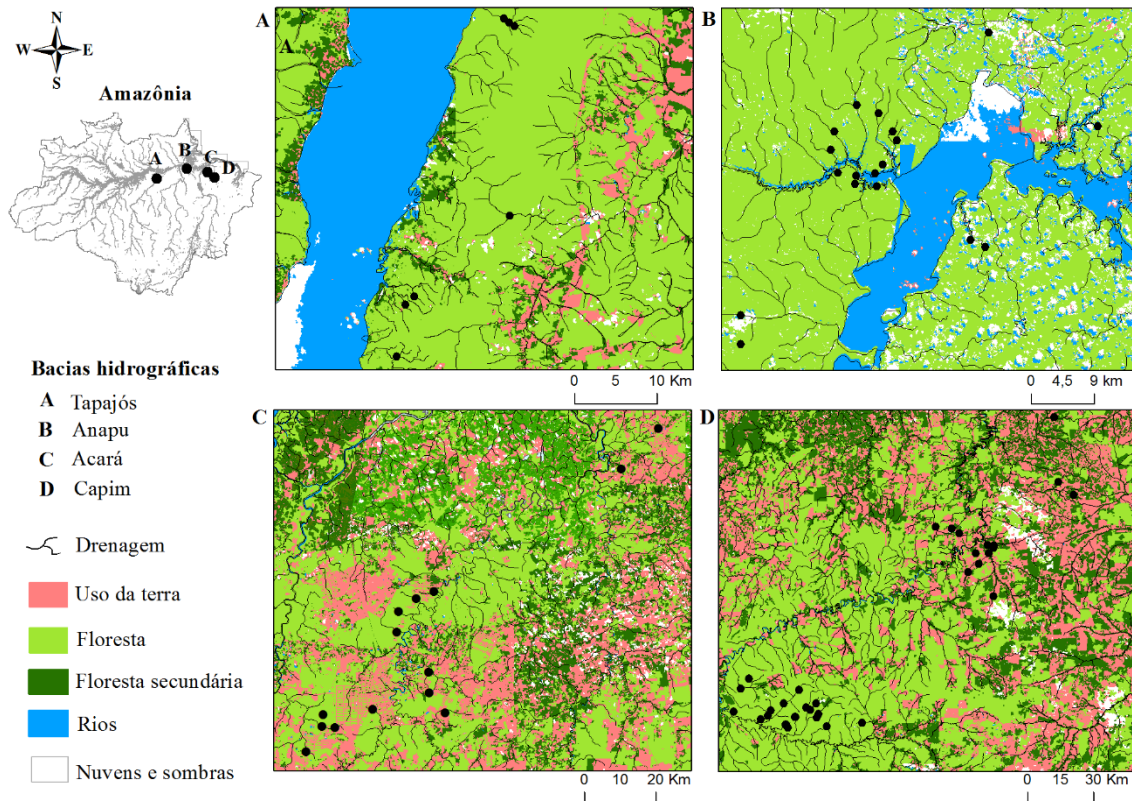 N
W E
S
Amazônia
A B C D
Bacias hidrográficas
A Tapajós
B Anapu
C Acará
D Capim
Drenagem
Uso da terra
Floresta
Floresta secundária
Rios
Nuvens e sombras
A
A
0 5 10 Km
B
0 4,5 9 km
C
0 10 20 Km
D
0 15 30 Km